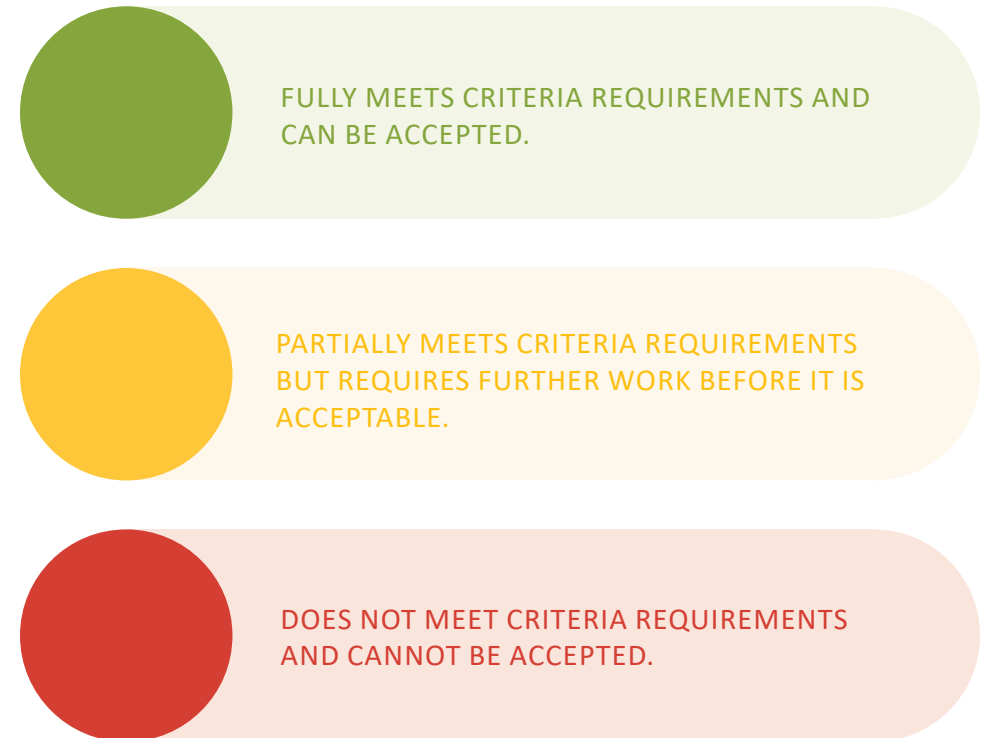 FULLY MEETS CRITERIA REQUIREMENTS AND
CAN BE ACCEPTED.
PARTIALLY MEETS CRITERIA REQUIREMENTS
BUT REQUIRES FURTHER WORK BEFORE IT IS
ACCEPTABLE.
DOES NOT MEET CRITERIA REQUIREMENTS
AND CANNOT BE ACCEPTED.